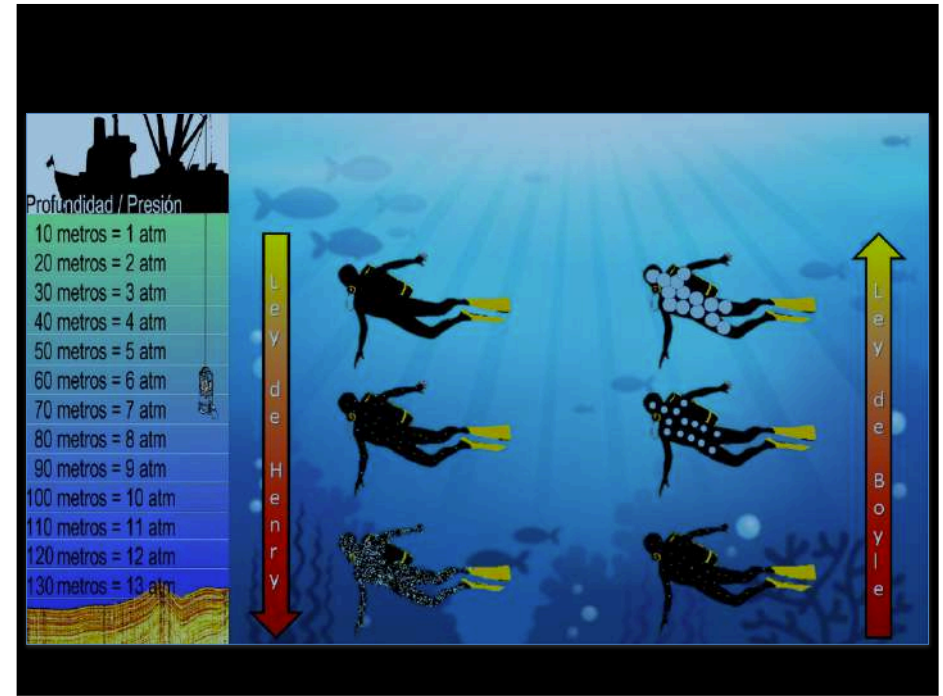 Profundidad / Presión
10 metros = 1 atm
20 metros = 2 atm
30 metros = 3 atm
40 metros = 4 atm
50 metros = 5 atm
60 metros = 6 atm
70 metros = 7 atm
80 metros = 8 atm
90 metros = 9 atm
100 metros = 10 atm
110 metros = 11 atm
120 metros = 12 atm
130 metros = 13 atm
Ley de Henry
Ley de Boyle